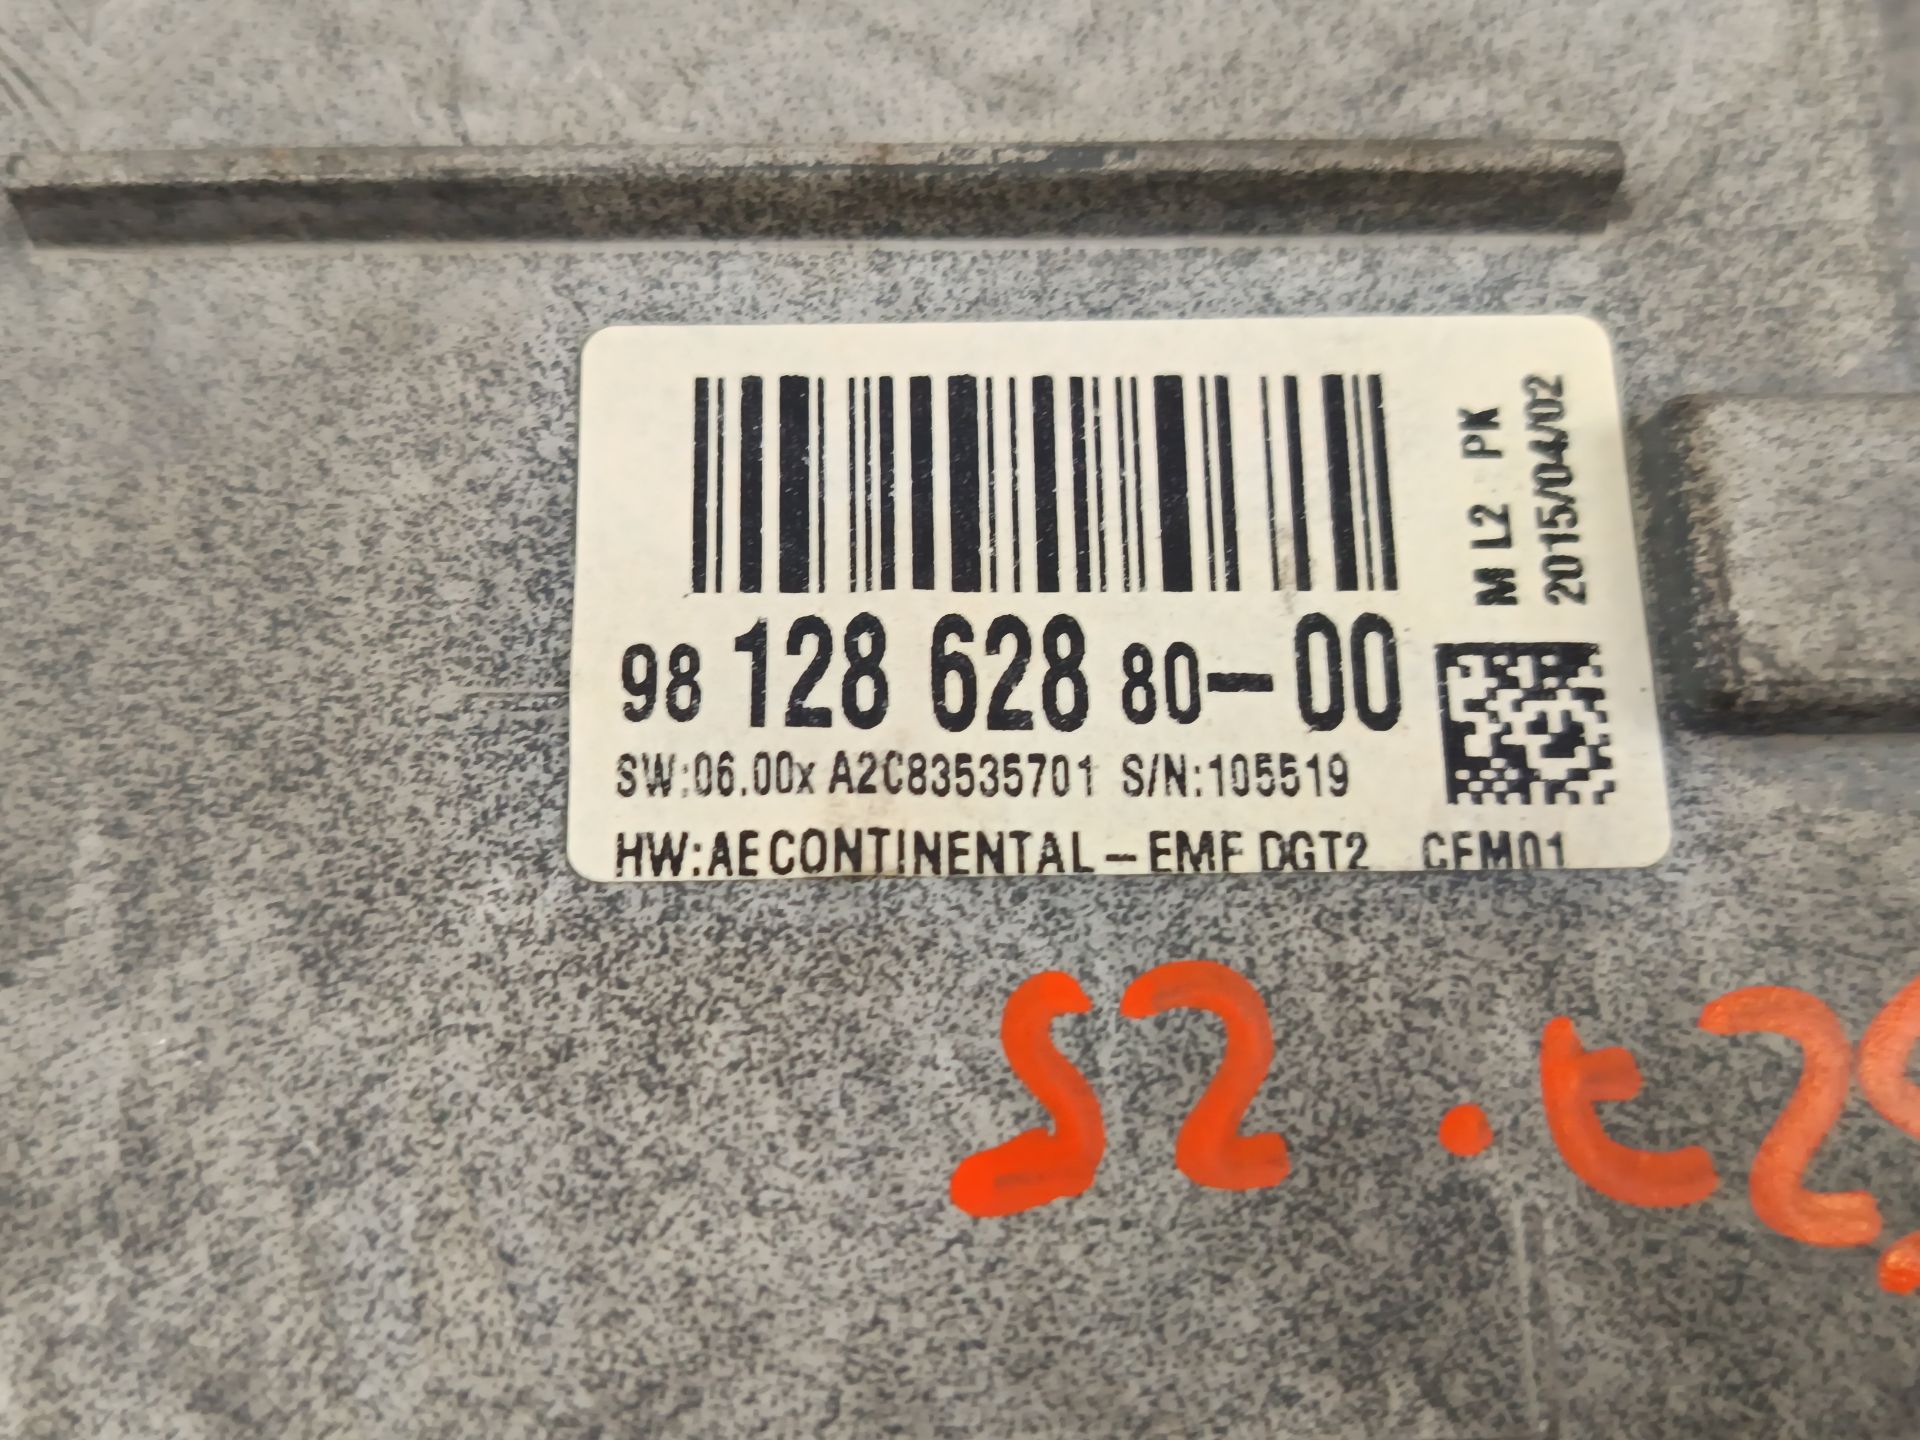 98 128 628 80-00
SW:06.00x A2C83535701 S/N:105519
HW:AE CONTINENTAL-EMF DGT2 CFM01
M L2 PK
2015/04/02